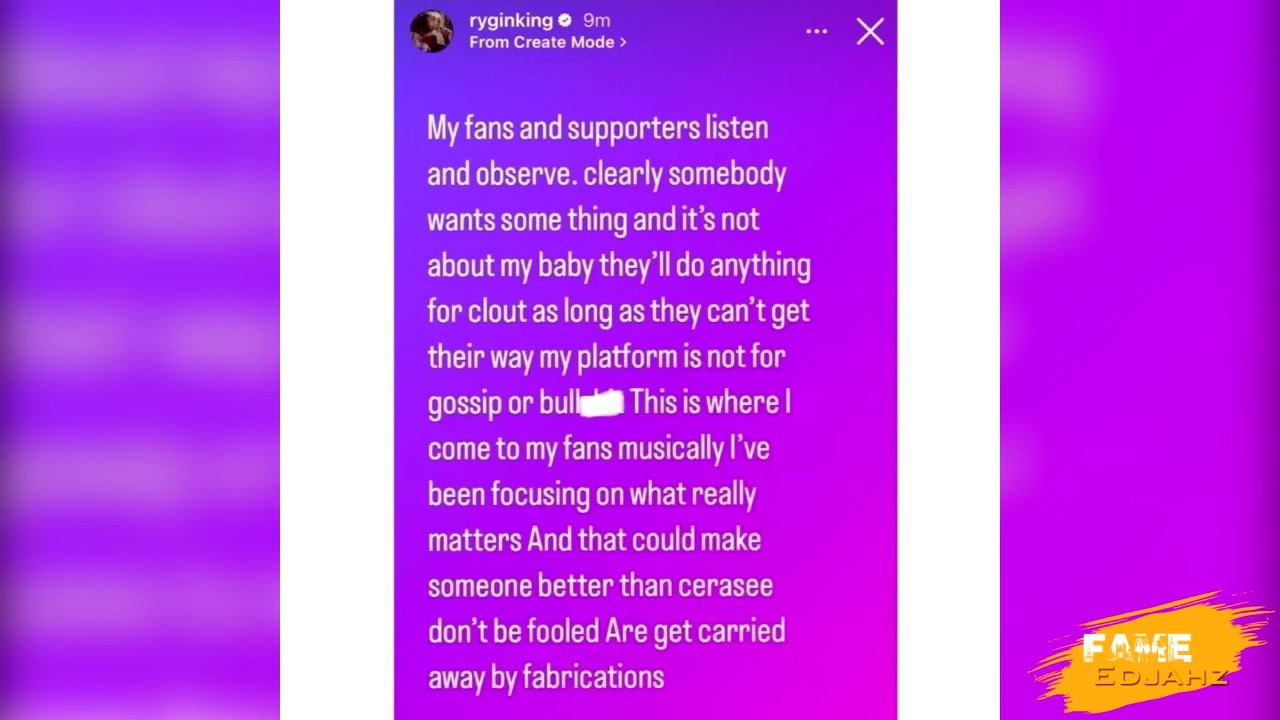 ryginking 9m
From Create Mode >
My fans and supporters listen
and observe. clearly somebody
wants some thing and it's not
about my baby they'll do anything
for clout as long as they can't get
their way my platform is not for
gossip or bull This is where I
come to my fans musically I've
been focusing on what really
matters And that could make
someone better than cerasee
don't be fooled Are get carried
away by fabrications
FAME
EDJAHZ